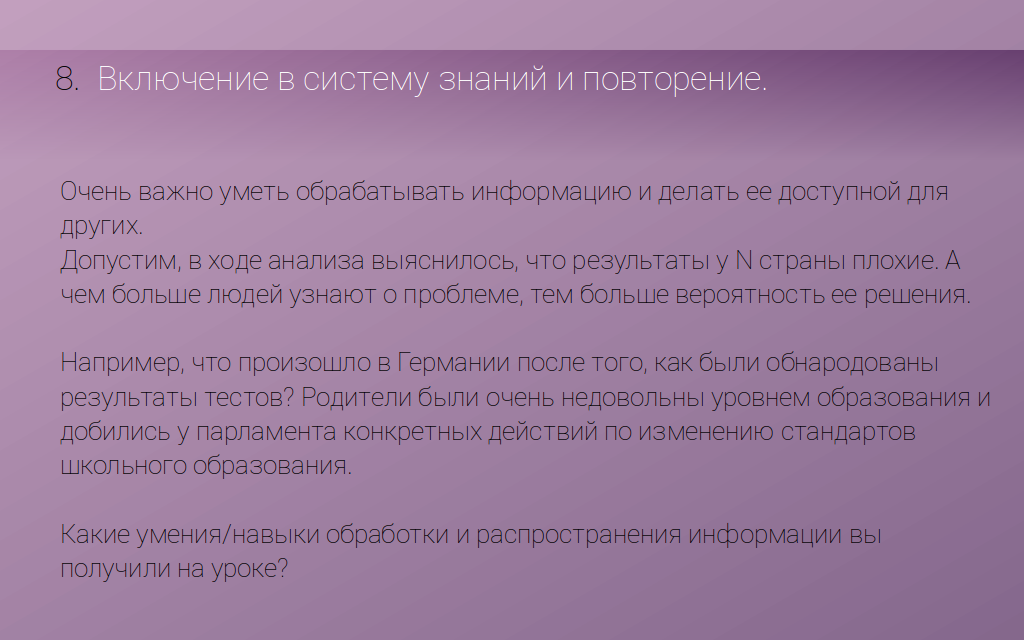 8. Включение в систему знаний и повторение.
Очень важно уметь обрабатывать информацию и делать ее доступной для
других.
Допустим, в ходе анализа выяснилось, что результаты у N страны плохие. А
чем больше людей узнают о проблеме, тем больше вероятность ее решения.
Например, что произошло в Германии после того, как были обнародованы
результаты тестов? Родители были очень недовольны уровнем образования и
добились у парламента конкретных действий по изменению стандартов
школьного образования.
Какие умения/навыки обработки и распространения информации вы
получили на уроке?